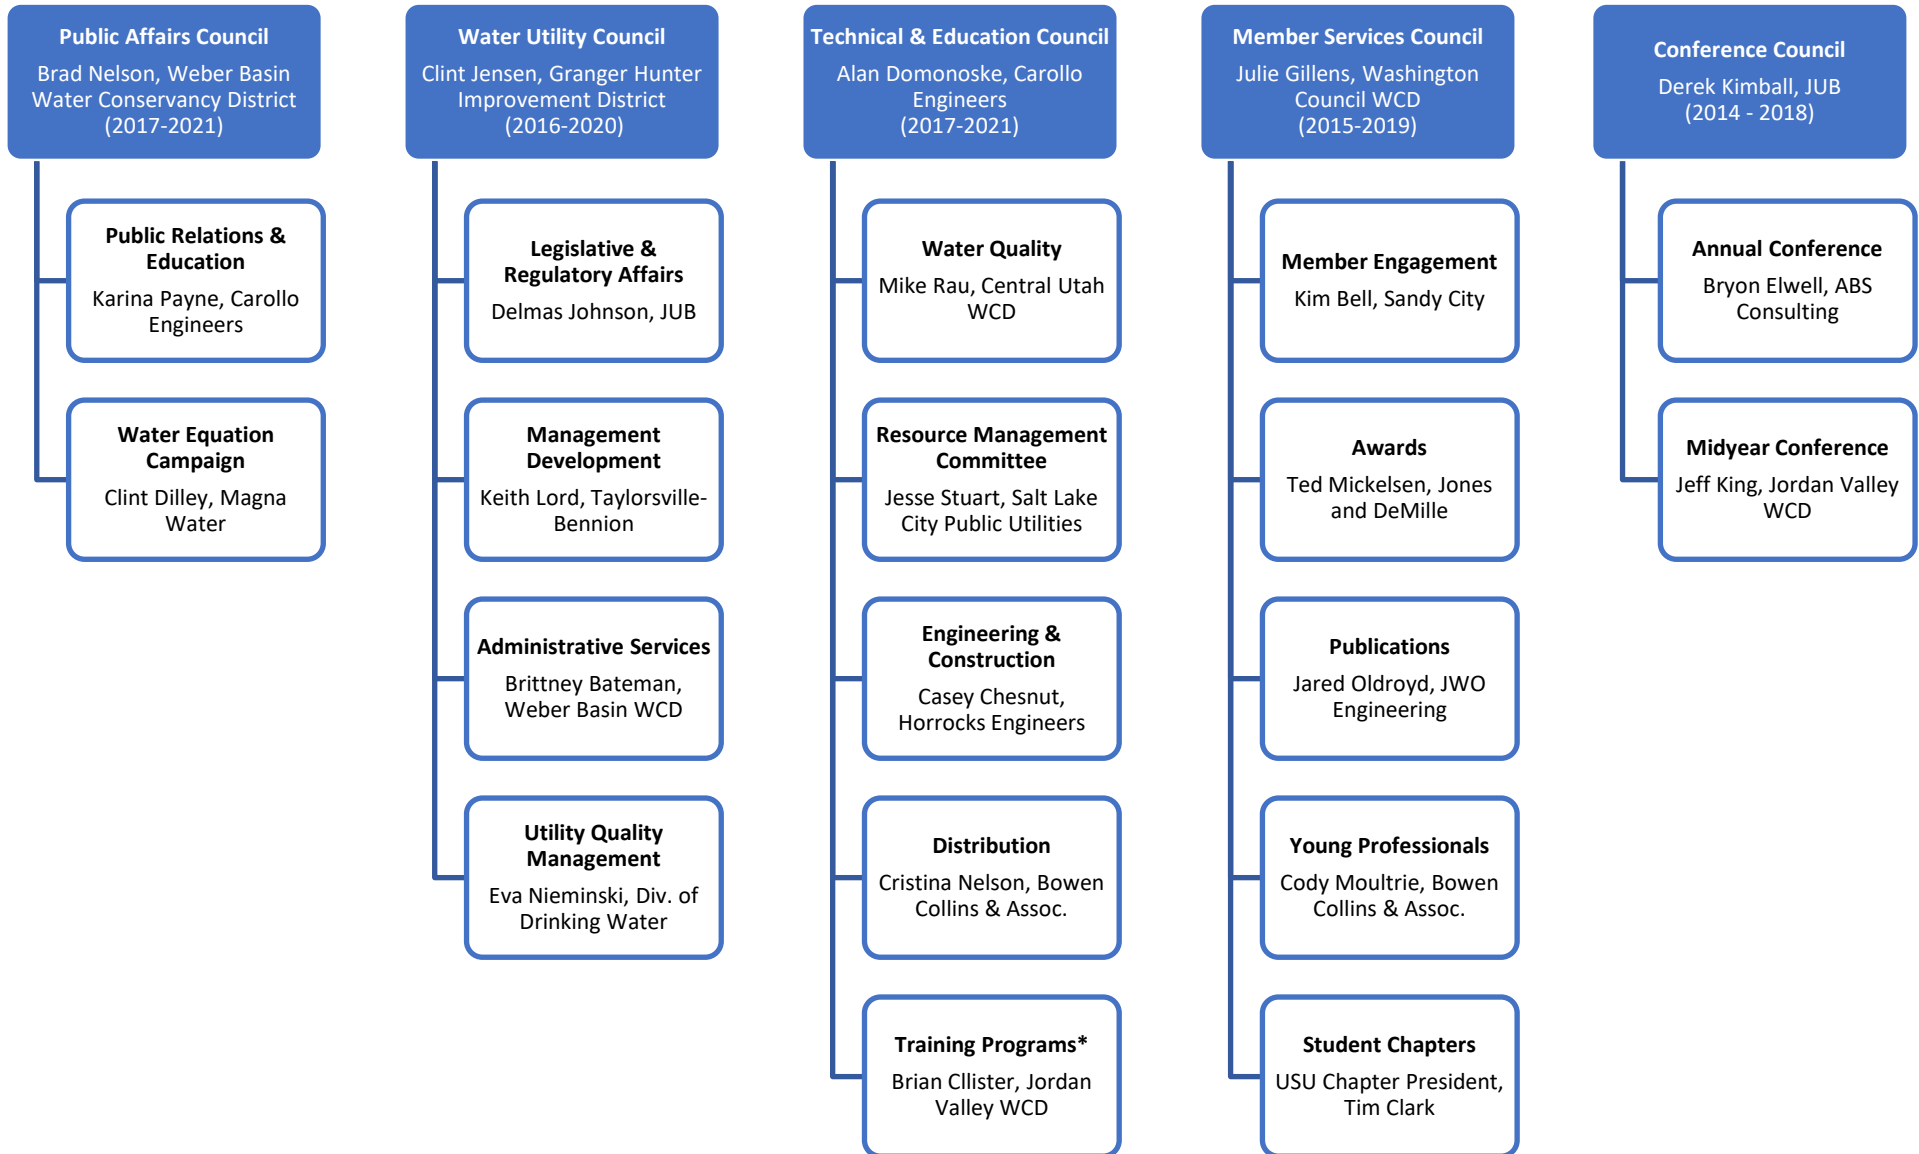 Public Affairs Council
Brad Nelson, Weber Basin
Water Conservancy District
(2017-2021)
Public Relations &
Education
Karina Payne, Carollo
Engineers
Water Equation
Campaign
Clint Dilley, Magna
Water
Water Utility Council
Clint Jensen, Granger Hunter
Improvement District
(2016-2020)
Legislative &
Regulatory Affairs
Delmas Johnson, JUB
Management
Development
Keith Lord, Taylorsville-
Bennion
Administrative Services
Brittney Bateman,
Weber Basin WCD
Utility Quality
Management
Eva Nieminski, Div. of
Drinking Water
Technical & Education Council
Alan Domonoske, Carollo
Engineers
(2017-2021)
Water Quality
Mike Rau, Central Utah
WCD
Resource Management
Committee
Jesse Stuart, Salt Lake
City Public Utilities
Engineering &
Construction
Casey Chesnut,
Horrocks Engineers
Distribution
Cristina Nelson, Bowen
Collins & Assoc.
Training Programs*
Brian Cllister, Jordan
Valley WCD
Member Services Council
Julie Gillens, Washington
Council WCD
(2015-2019)
Member Engagement
Kim Bell, Sandy City
Awards
Ted Mickelsen, Jones
and DeMille
Publications
Jared Oldroyd, JWO
Engineering
Young Professionals
Cody Moultrie, Bowen
Collins & Assoc.
Student Chapters
USU Chapter President,
Tim Clark
Conference Council
Derek Kimball, JUB
(2014 - 2018)
Annual Conference
Bryon Elwell, ABS
Consulting
Midyear Conference
Jeff King, Jordan Valley
WCD